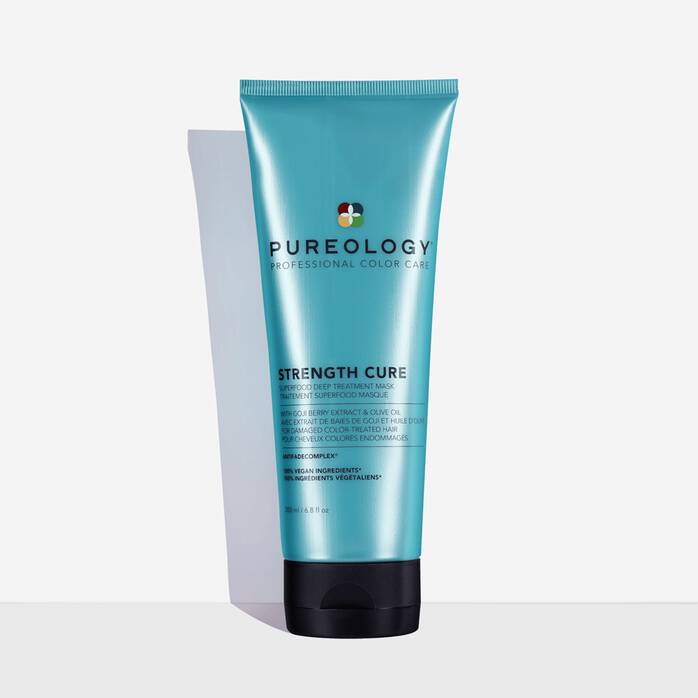 PUREOLOGY®
PROFESSIONAL COLOR CARE
STRENGTH CURE
SUPERFOOD DEEP TREATMENT MASK
TRAITEMENT SUPERFOOD MASQUE
WITH GOJI BERRY EXTRACT & OLIVE OIL
AVEC EXTRAIT DE BAIES DE GOJI ET HUILE D'OLIVE
FOR DAMAGED COLOR-TREATED HAIR
POUR CHEVEUX COLORÉS ENDOMMAGÉS
ANTIFADECOMPLEX®
100% VEGAN INGREDIENTS*
100% INGRÉDIENTS VÉGÉTALIENS*
200 ml / 6.8 fl oz